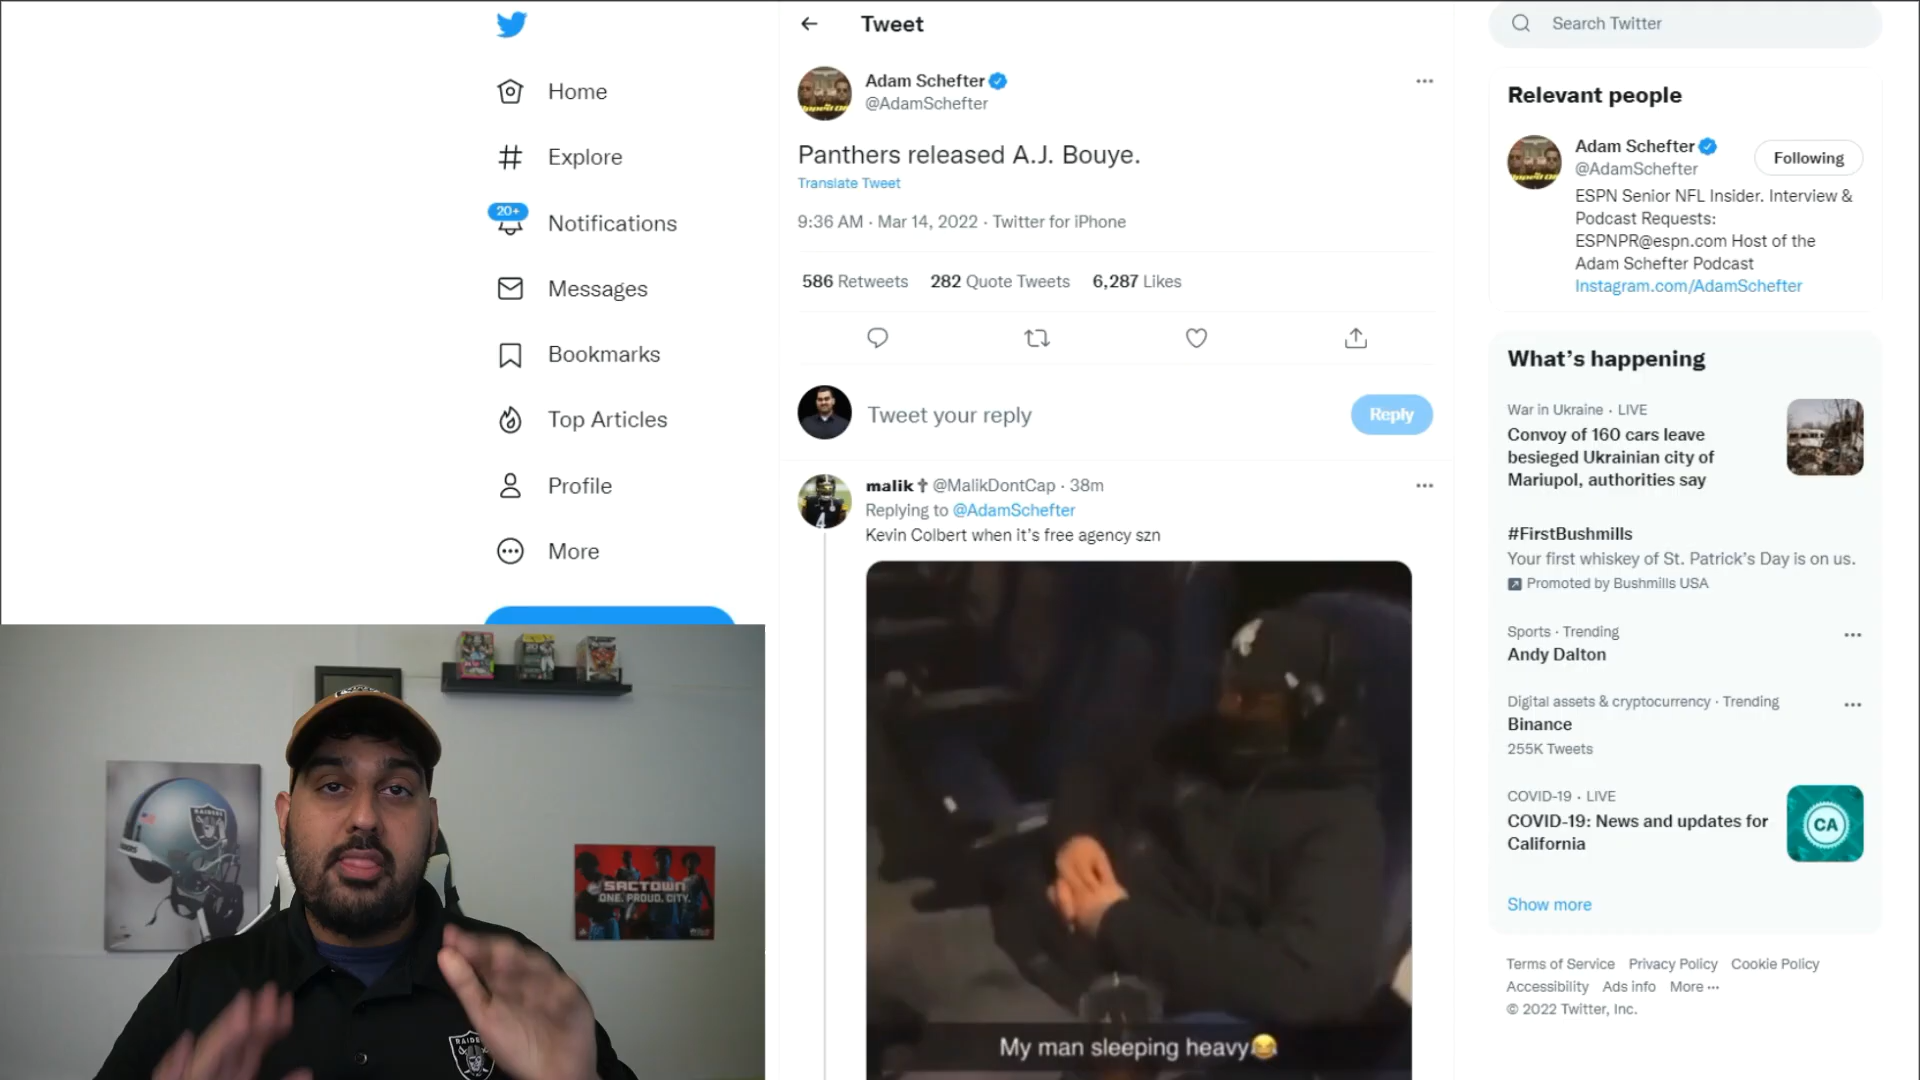 Tweet
Search Twitter
Home
Explore
20+
Notifications
Messages
Bookmarks
Top Articles
Profile
More
Adam Schefter
@AdamSchefter
Panthers released A.J. Bouye.
Translate Tweet
9:36 AM · Mar 14, 2022 · Twitter for iPhone
586 Retweets 282 Quote Tweets 6,287 Likes
Tweet your reply
Reply
malik✝ @MalikDontCap · 38m
Replying to @AdamSchefter
Kevin Colbert when it's free agency szn
My man sleeping heavy😂
Relevant people
Adam Schefter
@AdamSchefter
Following
ESPN Senior NFL Insider. Interview &
Podcast Requests:
ESPNPR@espn.com Host of the
Adam Schefter Podcast
Instagram.com/AdamSchefter
What's happening
War in Ukraine · LIVE
Convoy of 160 cars leave
besieged Ukrainian city of
Mariupol, authorities say
#FirstBushmills
Your first whiskey of St. Patrick's Day is on us.
Promoted by Bushmills USA
Sports · Trending
Andy Dalton
Digital assets & cryptocurrency · Trending
Binance
255K Tweets
COVID-19 · LIVE
COVID-19: News and updates for
California
CA
Show more
Terms of Service Privacy Policy Cookie Policy
Accessibility Ads info More ···
© 2022 Twitter, Inc.
RAIDERS
SACTOWN
ONE. PROUD. CITY.
RAIDERS